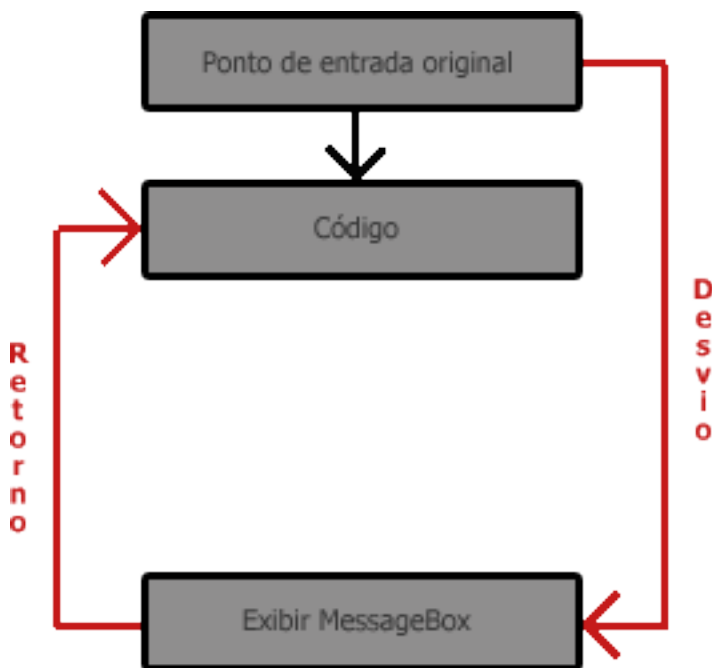 Ponto de entrada original
Código
Desvio
Retorno
Exibir MessageBox